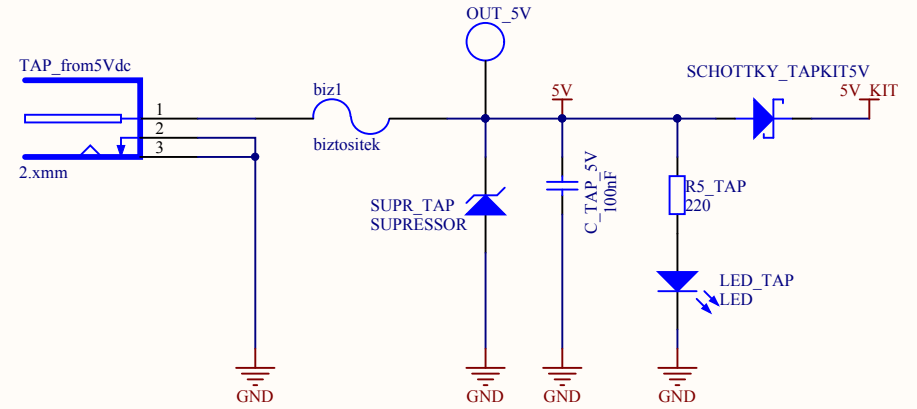 OUT_5V
TAP_from5Vdc
SCHOTTKY_TAPKIT5V
biz1
5V
5V_KIT
1
2
3
biztositek
2.xmm
C_TAP_5V
100nF
R5_TAP
220
SUPR_TAP
SUPRESSOR
LED_TAP
LED
GND
GND
GND
GND